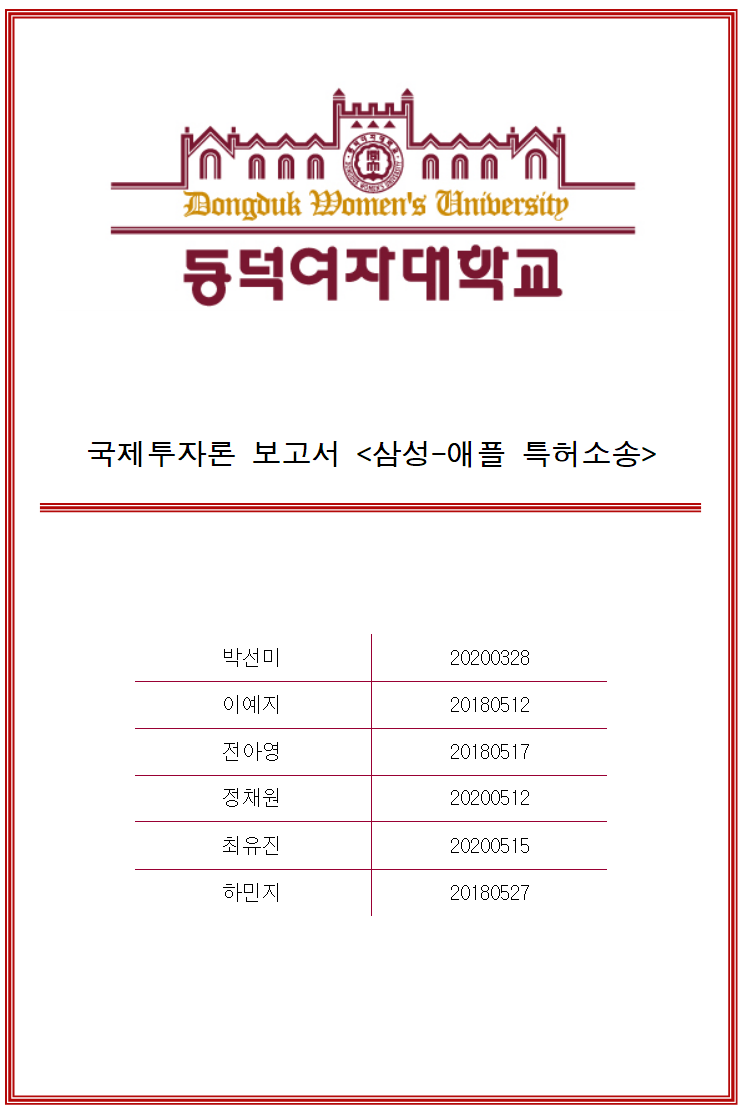 Dongduk Women's University
동덕여자대학교
국제투자론 보고서 <삼성-애플 특허소송>
박선미 20200328
이예지 20180512
전아영 20180517
정채원 20200512
최유진 20200515
하민지 20180527